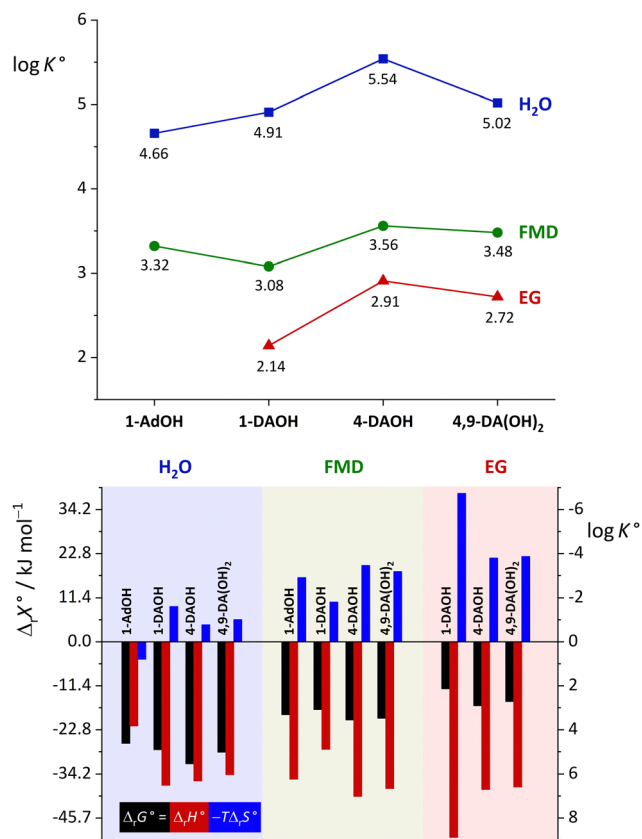 log K°
6
5
4
3
2
4.66
4.91
5.54
5.02
H₂O
3.32
3.08
3.56
3.48
FMD
2.14
2.91
2.72
EG
1-AdOH
1-DAOH
4-DAOH
4,9-DA(OH)₂
H₂O
FMD
EG
ΔᵣX° / kJ mol⁻¹
log K°
34.2
22.8
11.4
0.0
-11.4
-22.8
-34.2
-45.7
-6
-4
-2
0
2
4
6
8
1-AdOH
1-DAOH
4-DAOH
4,9-DA(OH)₂
1-AdOH
1-DAOH
4-DAOH
4,9-DA(OH)₂
1-DAOH
4-DAOH
4,9-DA(OH)₂
ΔᵣG° = ΔᵣH° −TΔᵣS°